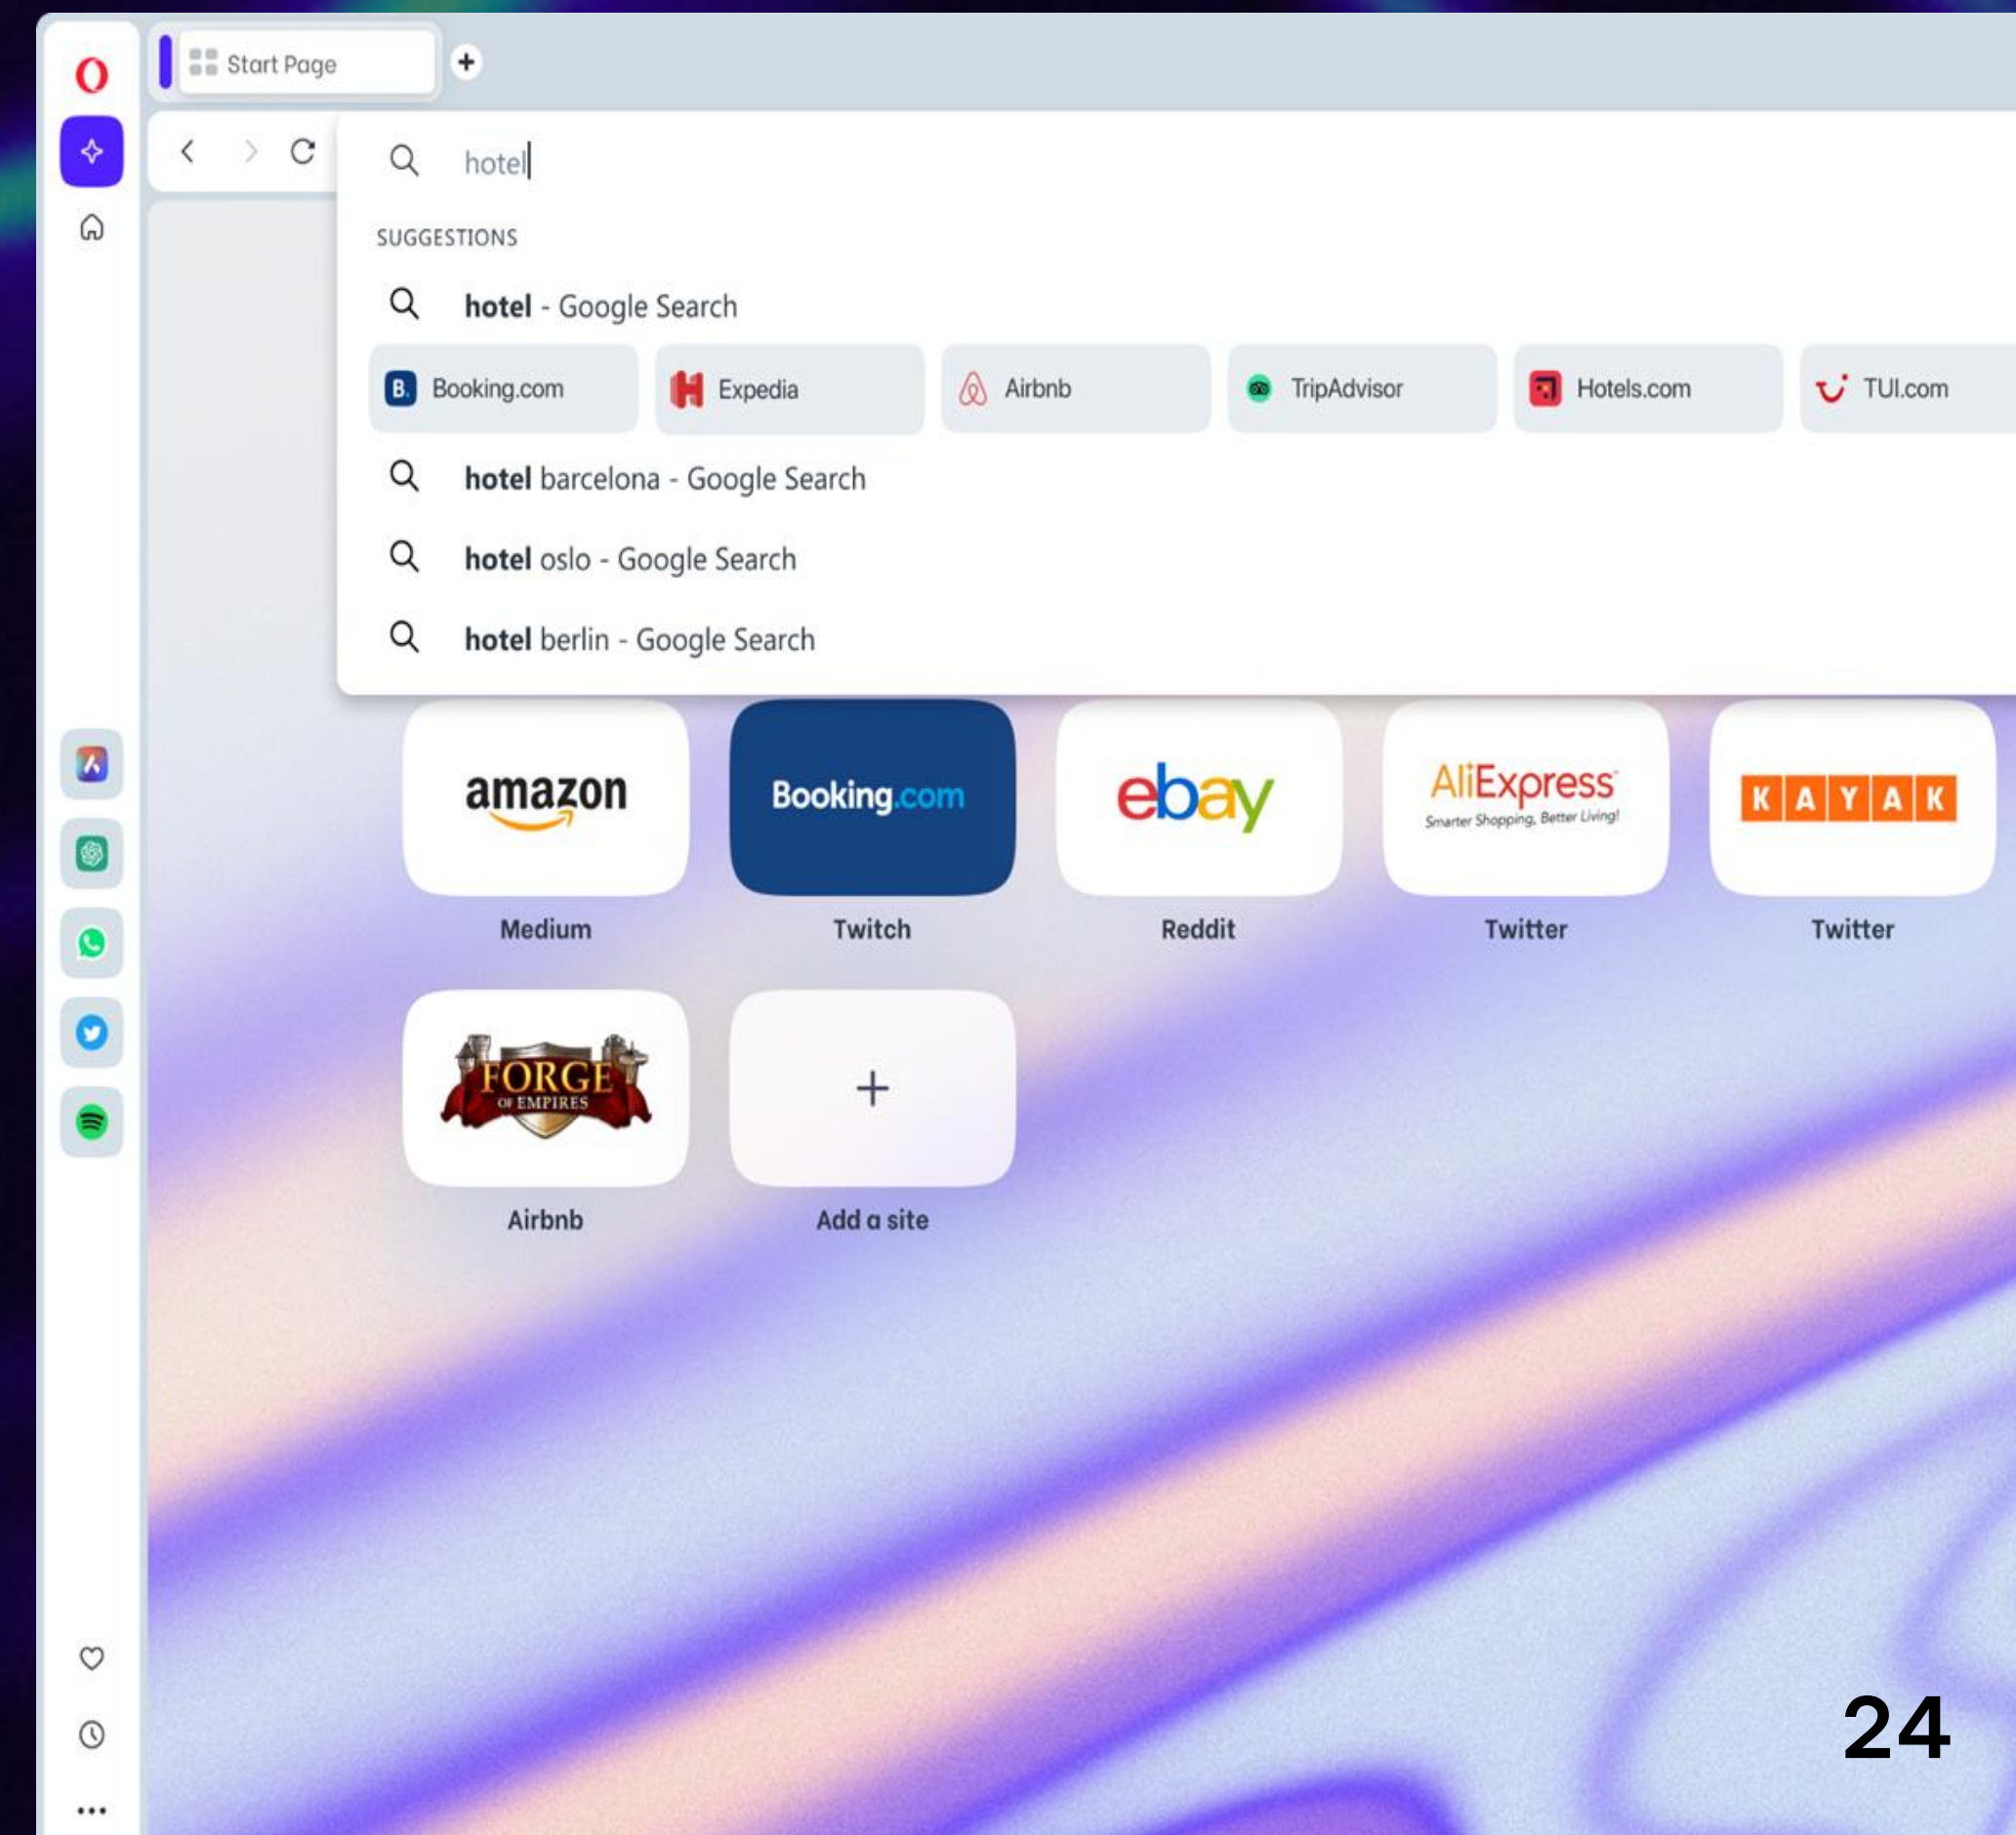 Start Page
hotel
SUGGESTIONS
hotel - Google Search
B. Booking.com Expedia Airbnb TripAdvisor Hotels.com TUI.com
hotel barcelona - Google Search
hotel oslo - Google Search
hotel berlin - Google Search
amazon Booking.com ebay AliExpress KAYAK
Smarter Shopping, Better Living!
Medium Twitch Reddit Twitter Twitter
FORGE
OF EMPIRES
Airbnb Add a site
24